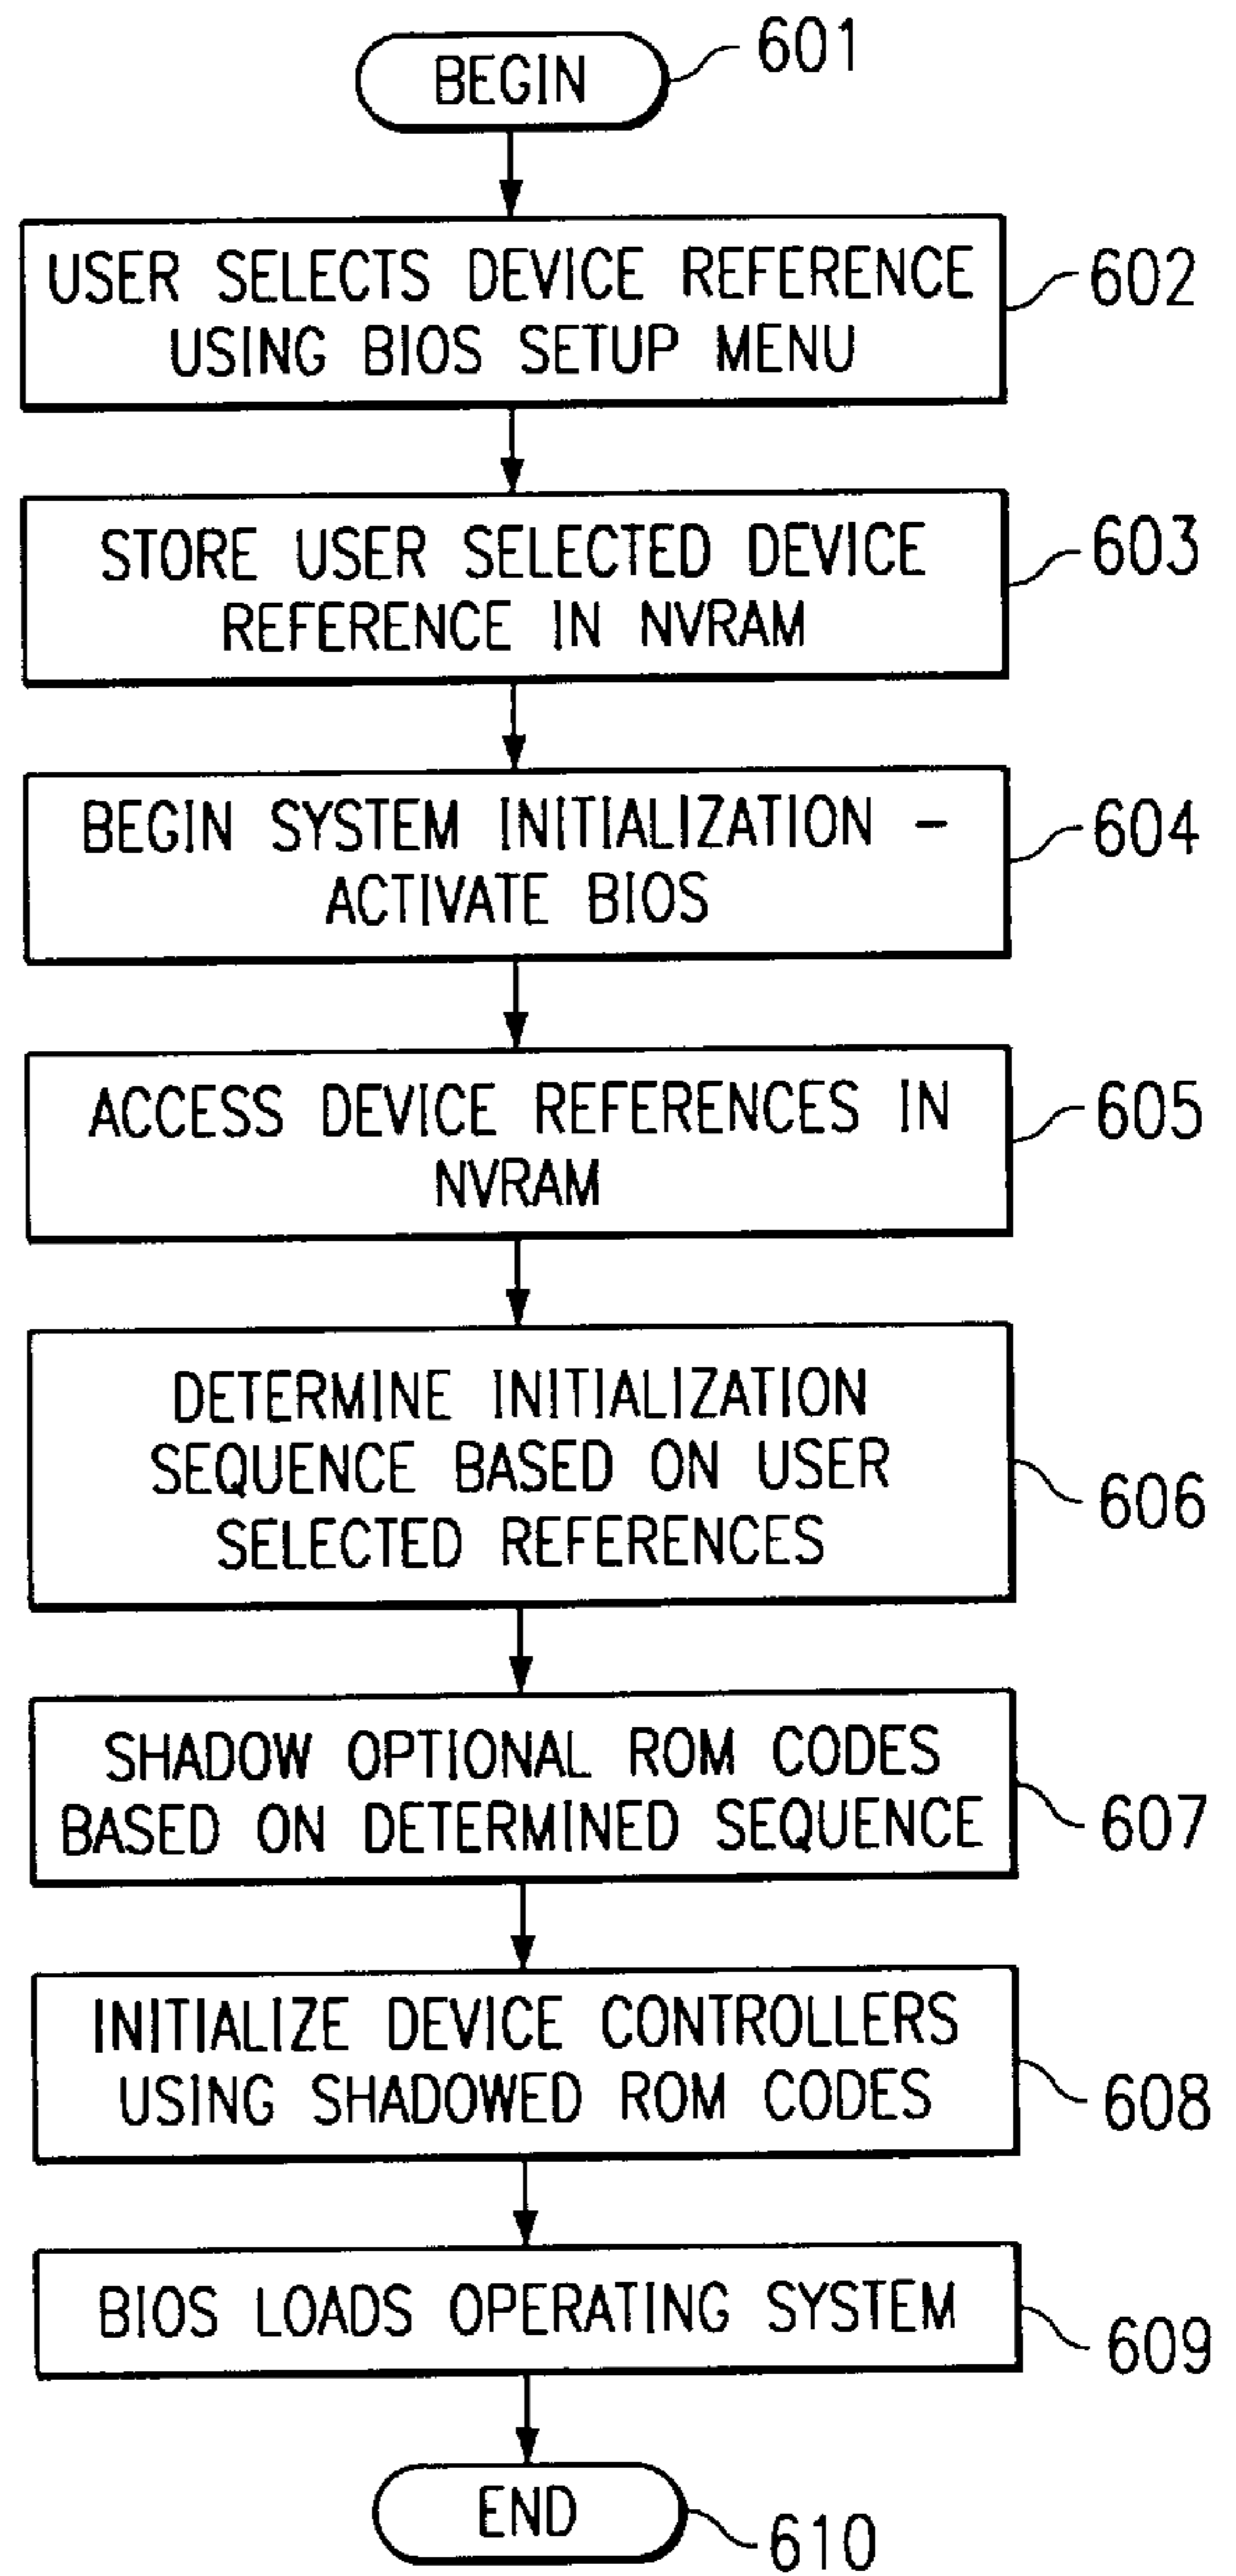 BEGIN
601
USER SELECTS DEVICE REFERENCE
USING BIOS SETUP MENU
602
STORE USER SELECTED DEVICE
REFERENCE IN NVRAM
603
BEGIN SYSTEM INITIALIZATION -
ACTIVATE BIOS
604
ACCESS DEVICE REFERENCES IN
NVRAM
605
DETERMINE INITIALIZATION
SEQUENCE BASED ON USER
SELECTED REFERENCES
606
SHADOW OPTIONAL ROM CODES
BASED ON DETERMINED SEQUENCE
607
INITIALIZE DEVICE CONTROLLERS
USING SHADOWED ROM CODES
608
BIOS LOADS OPERATING SYSTEM
609
END
610